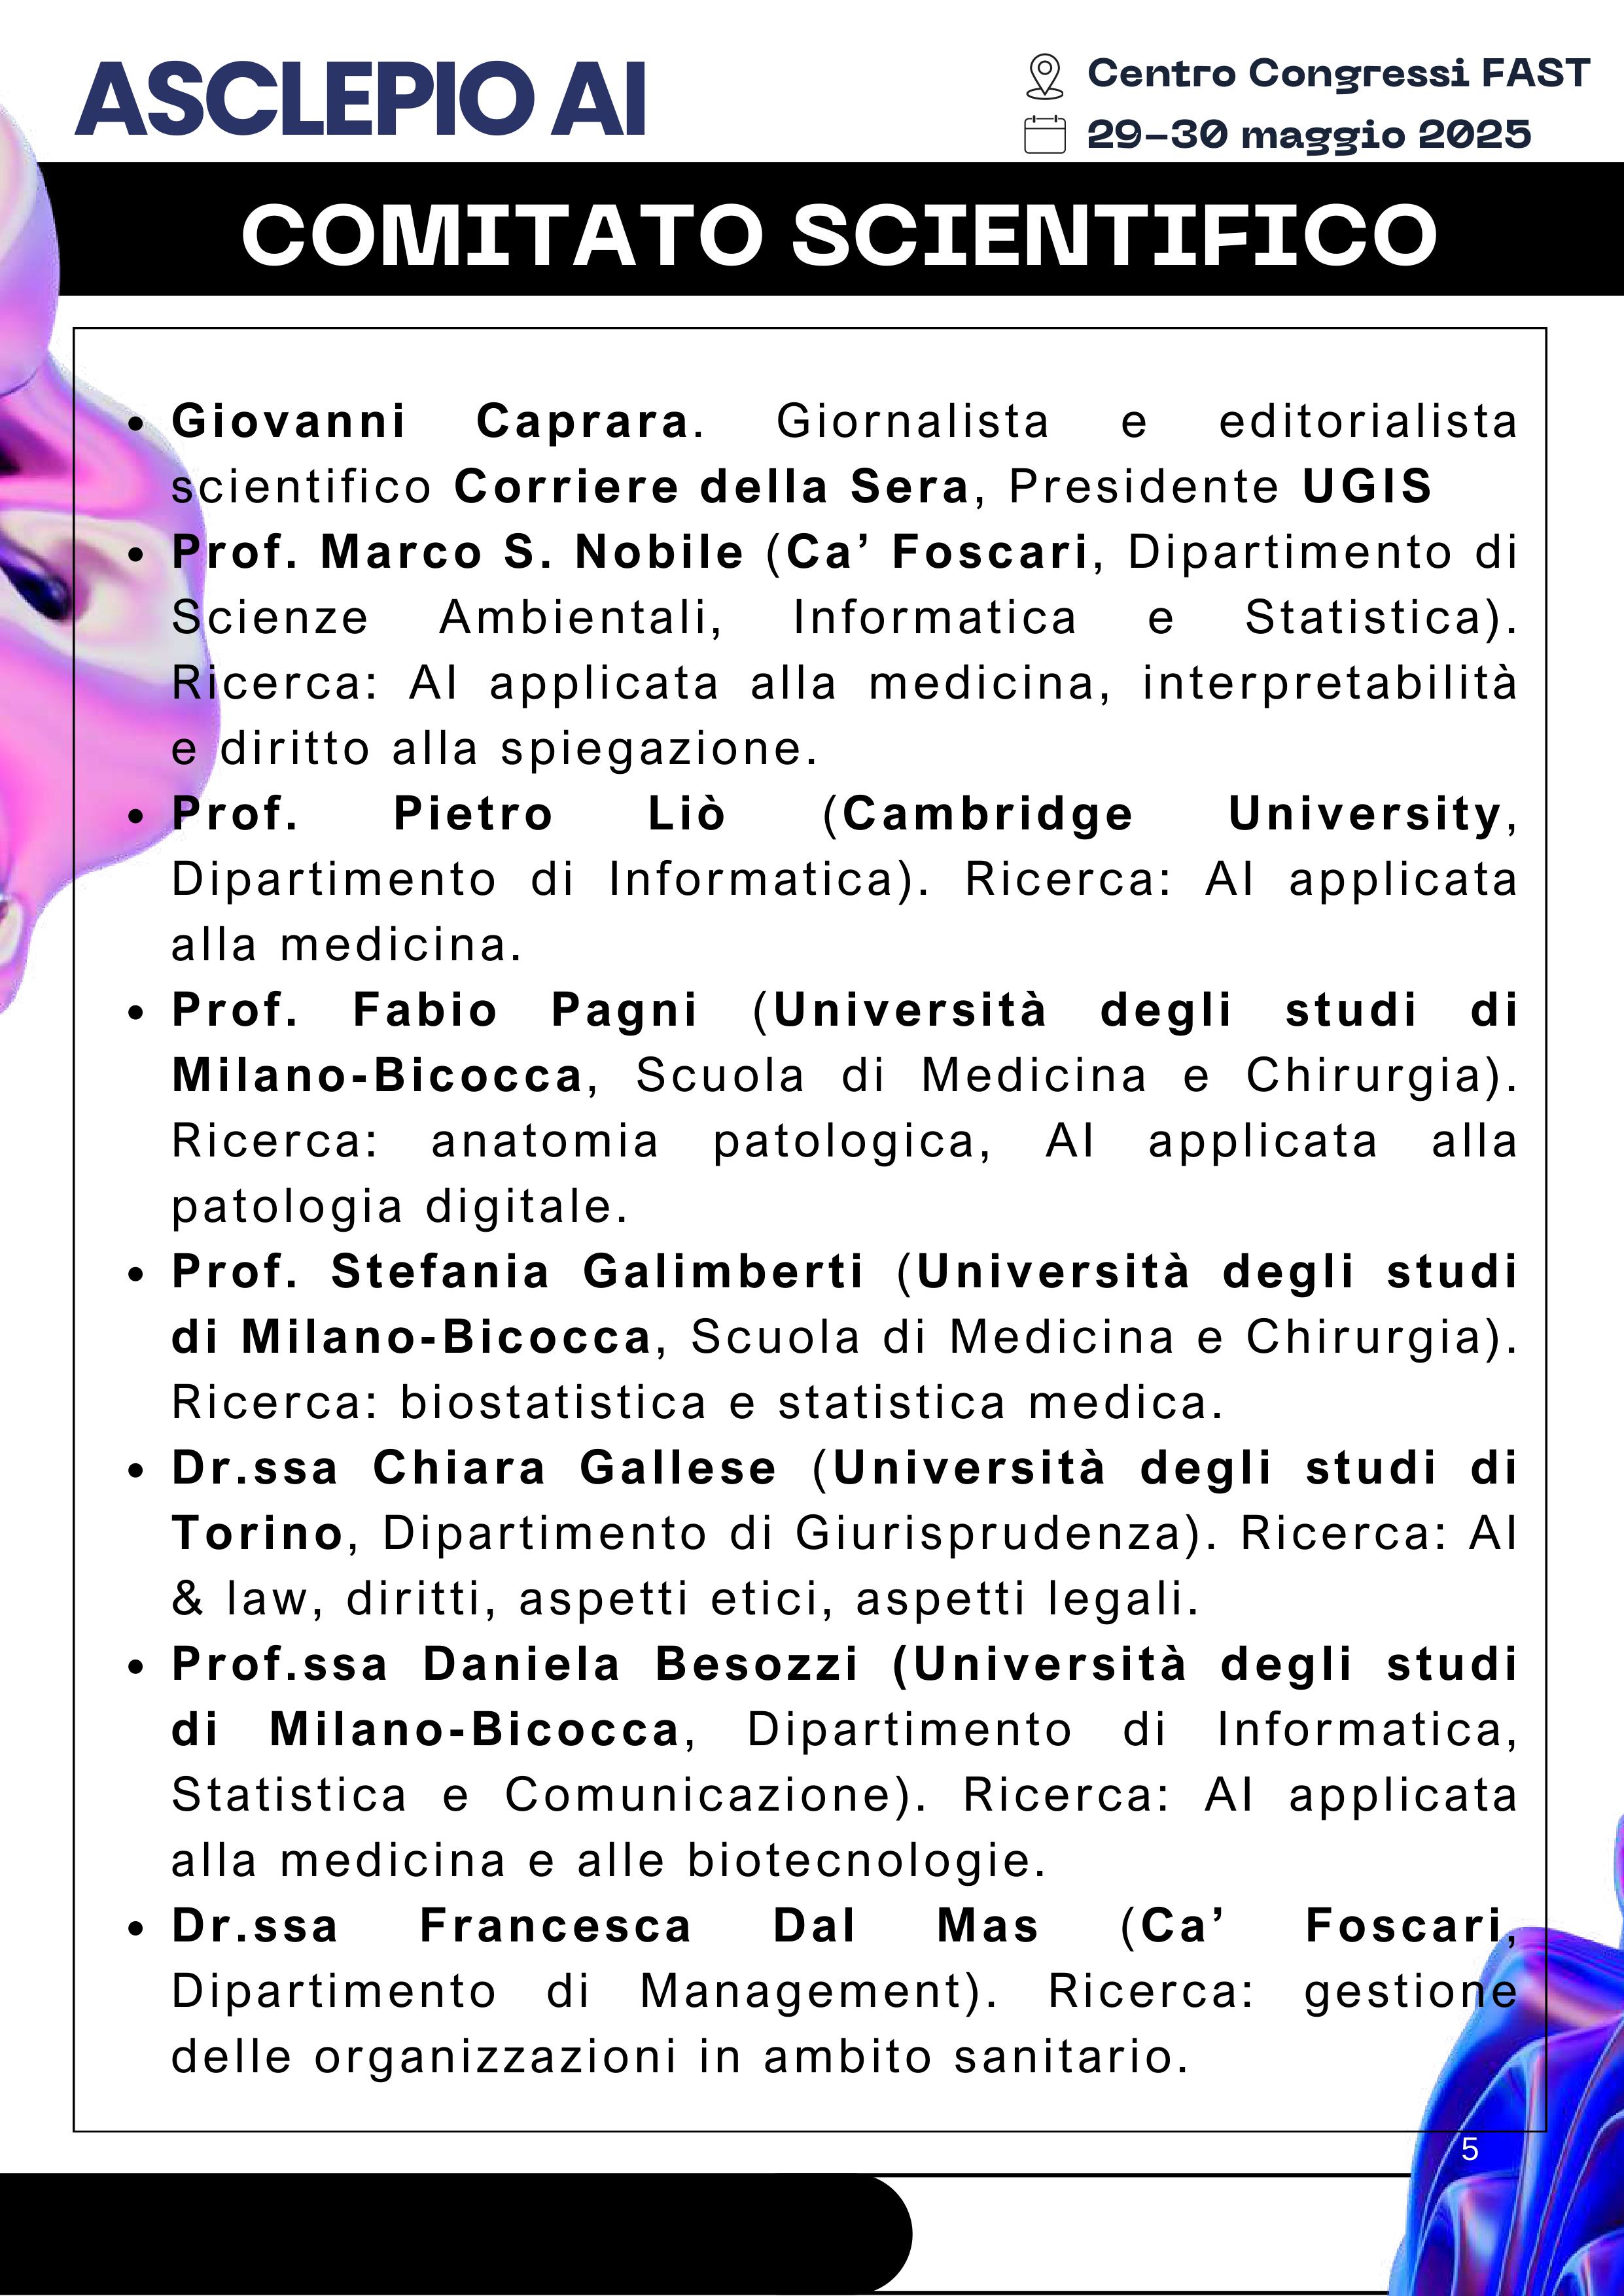 ASCLEPIO AI
Centro Congressi FAST
29-30 maggio 2025
COMITATO SCIENTIFICO
• Giovanni Caprara. Giornalista e editorialista
scientifico Corriere della Sera, Presidente UGIS
• Prof. Marco S. Nobile (Ca’ Foscari, Dipartimento di
Scienze Ambientali, Informatica e Statistica).
Ricerca: AI applicata alla medicina, interpretabilità
e diritto alla spiegazione.
• Prof. Pietro Liò (Cambridge University,
Dipartimento di Informatica). Ricerca: AI applicata
alla medicina.
• Prof. Fabio Pagni (Università degli studi di
Milano-Bicocca, Scuola di Medicina e Chirurgia).
Ricerca: anatomia patologica, AI applicata alla
patologia digitale.
• Prof. Stefania Galimberti (Università degli studi
di Milano-Bicocca, Scuola di Medicina e Chirurgia).
Ricerca: biostatistica e statistica medica.
• Dr.ssa Chiara Gallese (Università degli studi di
Torino, Dipartimento di Giurisprudenza). Ricerca: AI
& law, diritti, aspetti etici, aspetti legali.
• Prof.ssa Daniela Besozzi (Università degli studi
di Milano-Bicocca, Dipartimento di Informatica,
Statistica e Comunicazione). Ricerca: AI applicata
alla medicina e alle biotecnologie.
• Dr.ssa Francesca Dal Mas (Ca’ Foscari,
Dipartimento di Management). Ricerca: gestione
delle organizzazioni in ambito sanitario.
5